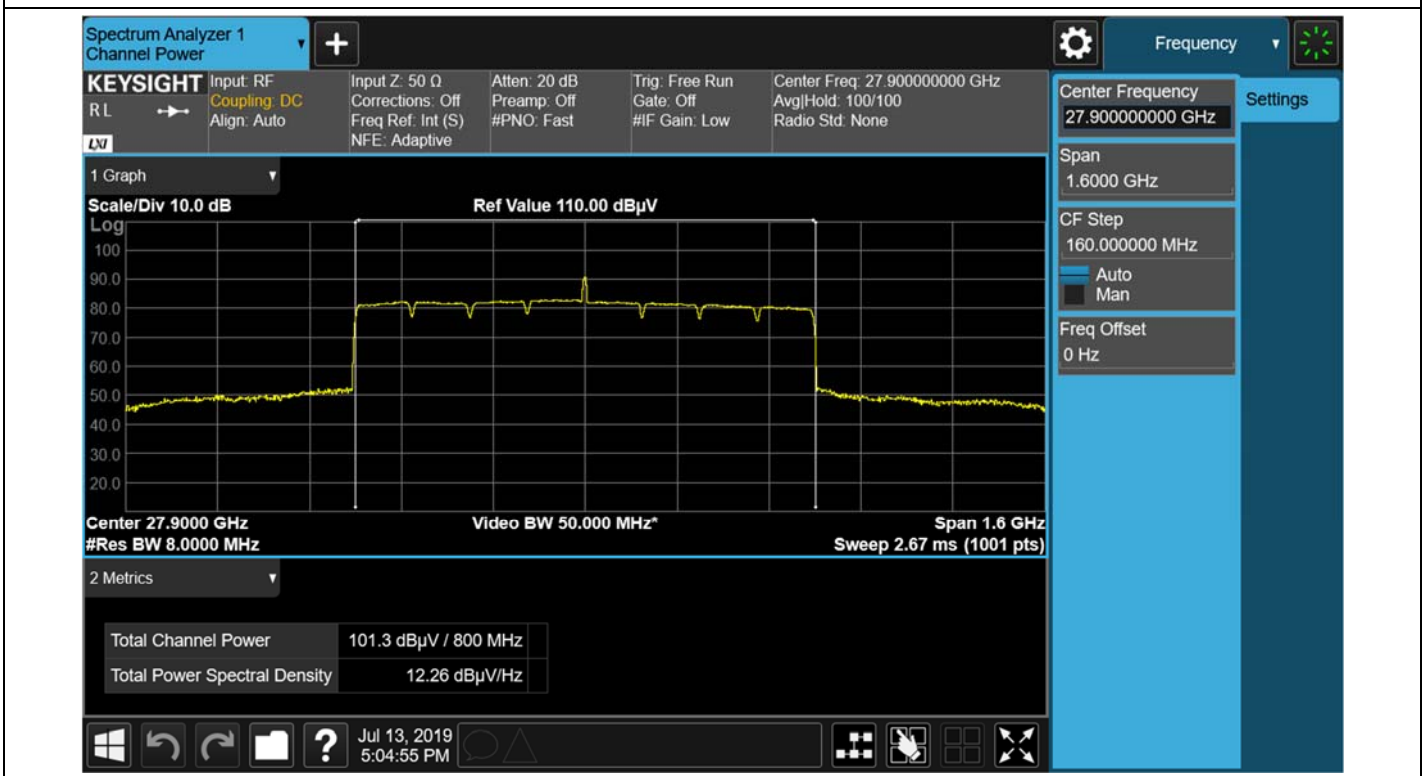 Spectrum Analyzer 1
Channel Power
+
Frequency
KEYSIGHT
RL
LXI
Input: RF
Coupling: DC
Align: Auto
Input Z: 50 Ω
Corrections: Off
Freq Ref: Int (S)
NFE: Adaptive
Atten: 20 dB
Preamp: Off
#PNO: Fast
Trig: Free Run
Gate: Off
#IF Gain: Low
Center Freq: 27.900000000 GHz
Avg|Hold: 100/100
Radio Std: None
Center Frequency
27.900000000 GHz
Settings
Span
1.6000 GHz
CF Step
160.000000 MHz
Auto
Man
Freq Offset
0 Hz
1 Graph
Scale/Div 10.0 dB
Ref Value 110.00 dBµV
Log
100
90.0
80.0
70.0
60.0
50.0
40.0
30.0
20.0
Center 27.9000 GHz
Video BW 50.000 MHz*
Span 1.6 GHz
#Res BW 8.0000 MHz
Sweep 2.67 ms (1001 pts)
2 Metrics
Total Channel Power 101.3 dBµV / 800 MHz
Total Power Spectral Density 12.26 dBµV/Hz
?
Jul 13, 2019
5:04:55 PM